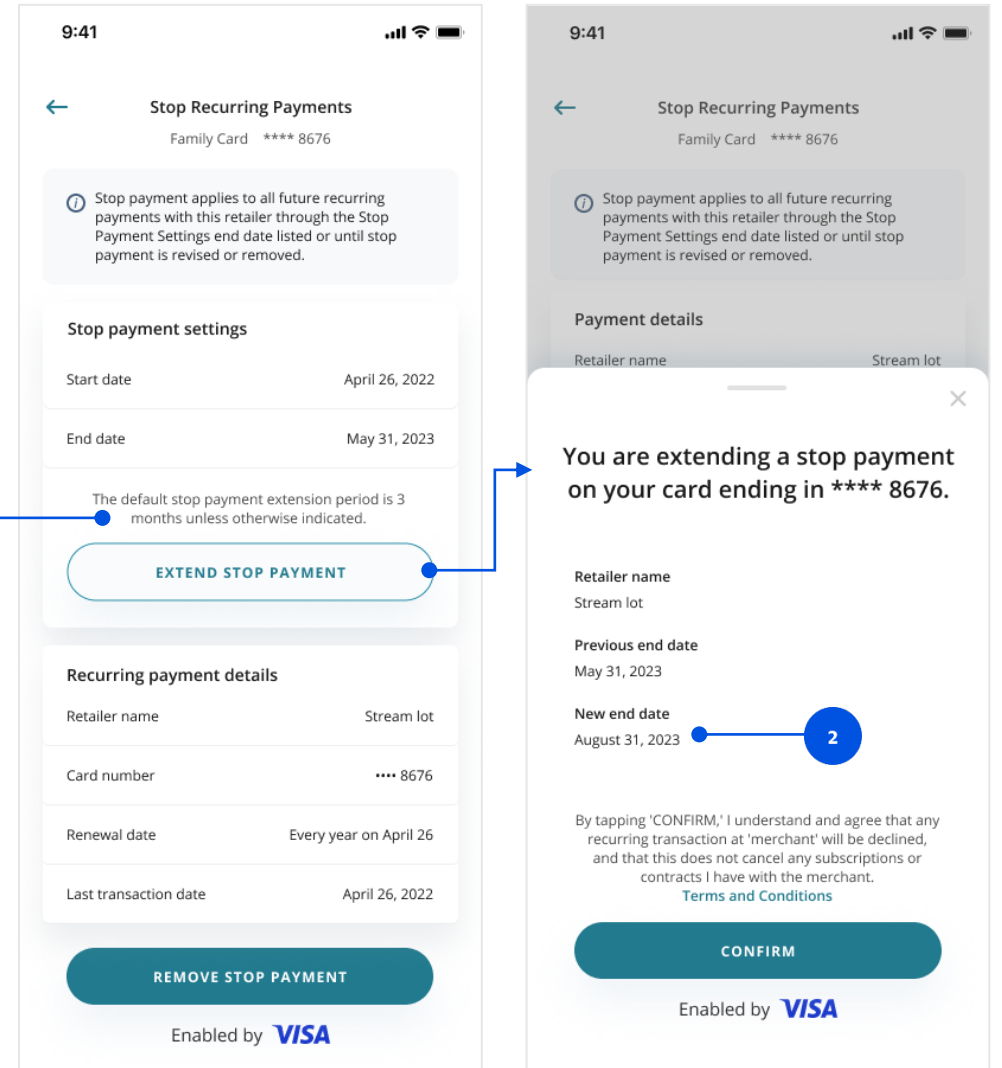 9:41
Stop Recurring Payments
Family Card **** 8676
Stop payment applies to all future recurring
payments with this retailer through the Stop
Payment Settings end date listed or until stop
payment is revised or removed.
Stop payment settings
Start date April 26, 2022
End date May 31, 2023
The default stop payment extension period is 3
months unless otherwise indicated.
EXTEND STOP PAYMENT
Recurring payment details
Retailer name Stream lot
Card number •••• 8676
Renewal date Every year on April 26
Last transaction date April 26, 2022
REMOVE STOP PAYMENT
Enabled by VISA
9:41
Stop Recurring Payments
Family Card **** 8676
Stop payment applies to all future recurring
payments with this retailer through the Stop
Payment Settings end date listed or until stop
payment is revised or removed.
Payment details
Retailer name Stream lot
You are extending a stop payment
on your card ending in **** 8676.
Retailer name
Stream lot
Previous end date
May 31, 2023
New end date
August 31, 2023
2
By tapping 'CONFIRM,' I understand and agree that any
recurring transaction at 'merchant' will be declined,
and that this does not cancel any subscriptions or
contracts I have with the merchant.
Terms and Conditions
CONFIRM
Enabled by VISA